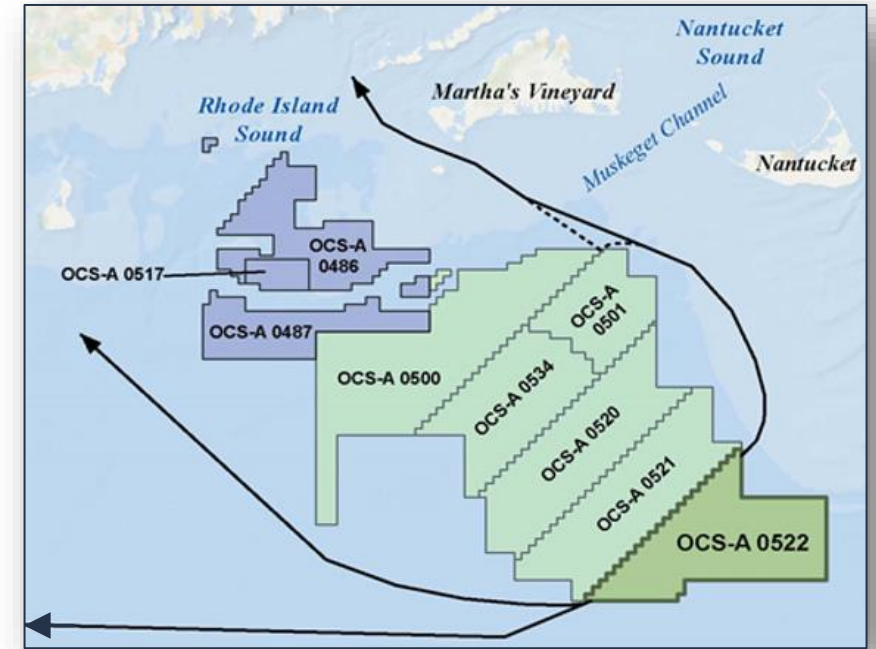 Nantucket
Sound
Martha's Vineyard
Rhode Island
Sound
Muskeget Channel
Nantucket
OCS-A
0486
OCS-A 0517
OCS-A
0501
OCS-A 0487
OCS-A 0500
OCS-A 0534
OCS-A 0520
OCS-A 0521
OCS-A 0522